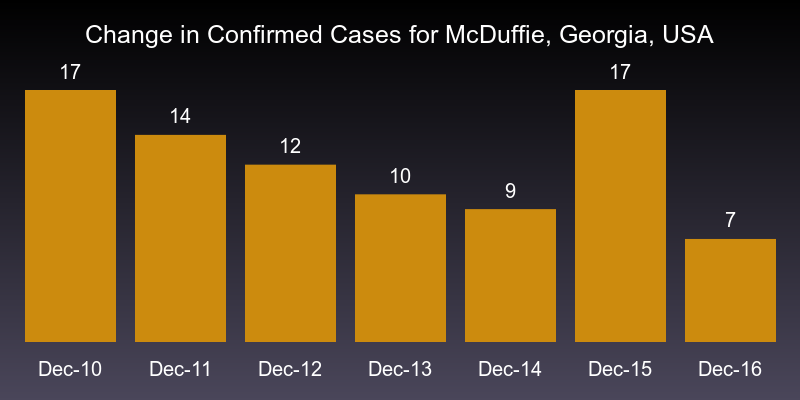 Change in Confirmed Cases for McDuffie, Georgia, USA
17
14
12
10
9
17
7
Dec-10
Dec-11
Dec-12
Dec-13
Dec-14
Dec-15
Dec-16